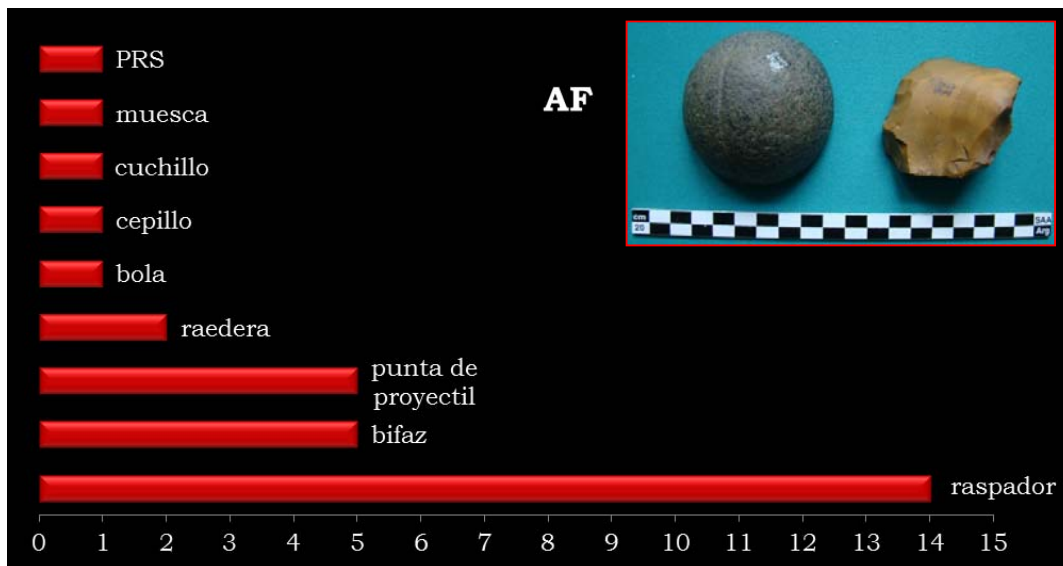 PRS
AF
muesca
cuchillo
cepillo
cm
20
SAA
Arg
bola
raedera
punta de
proyectil
bifaz
raspador
0 1 2 3 4 5 6 7 8 9 10 11 12 13 14 15